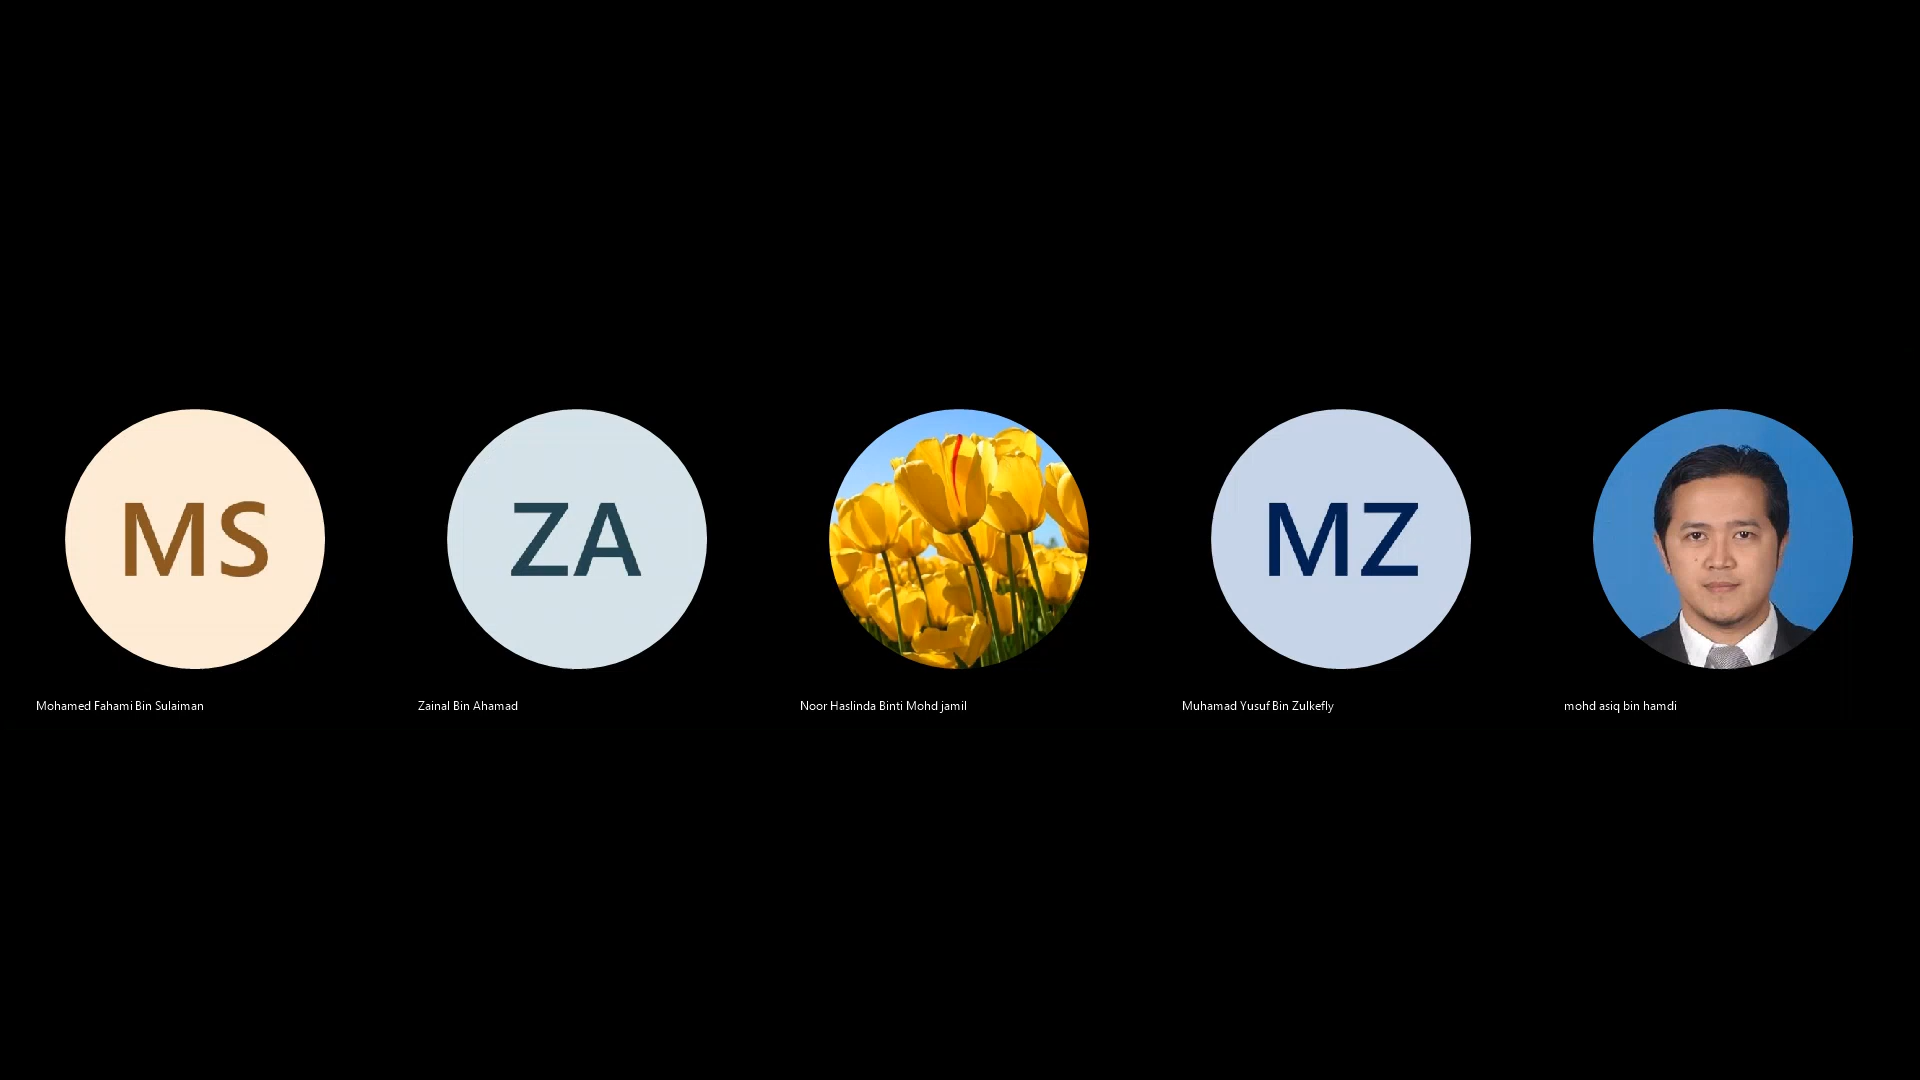 MS
ZA
MZ
Mohamed Fahami Bin Sulaiman
Zainal Bin Ahamad
Noor Haslinda Binti Mohd jamil
Muhamad Yusuf Bin Zulkefly
mohd asiq bin hamdi